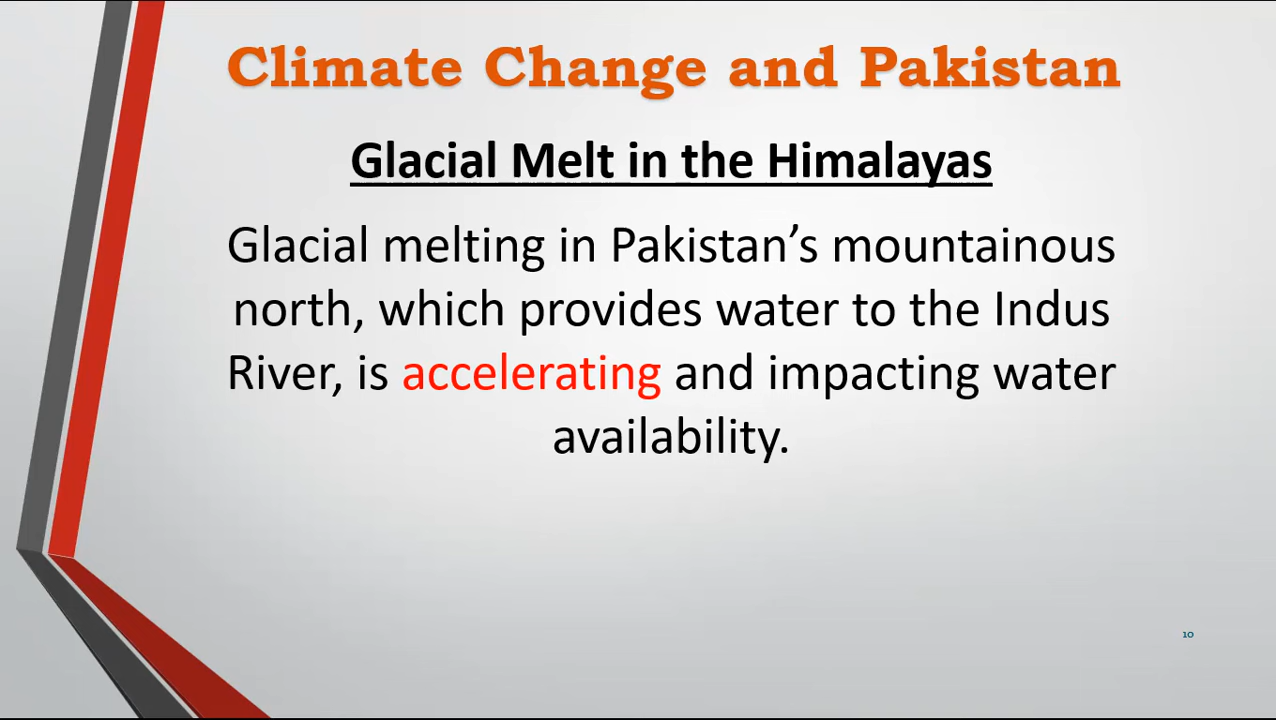 Climate Change and Pakistan
Glacial Melt in the Himalayas
Glacial melting in Pakistan’s mountainous
north, which provides water to the Indus
River, is accelerating and impacting water
availability.
10